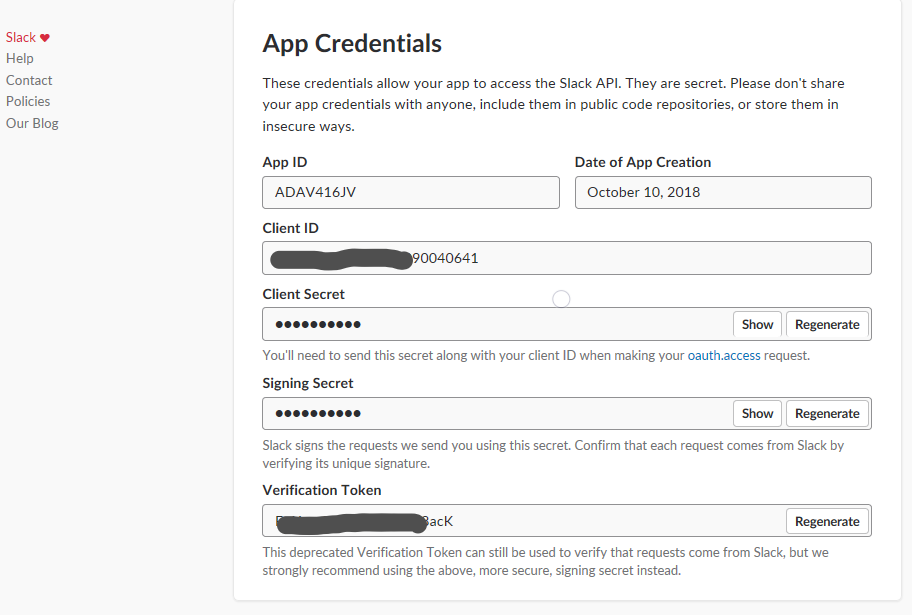 Slack ❤
Help
Contact
Policies
Our Blog
App Credentials
These credentials allow your app to access the Slack API. They are secret. Please don't share
your app credentials with anyone, include them in public code repositories, or store them in
insecure ways.
App ID
Date of App Creation
ADAV416JV
October 10, 2018
Client ID
90040641
Client Secret
●●●●●●●●●●
Show
Regenerate
You'll need to send this secret along with your client ID when making your oauth.access request.
Signing Secret
●●●●●●●●●●
Show
Regenerate
Slack signs the requests we send you using this secret. Confirm that each request comes from Slack by
verifying its unique signature.
Verification Token
acK
Regenerate
This deprecated Verification Token can still be used to verify that requests come from Slack, but we
strongly recommend using the above, more secure, signing secret instead.